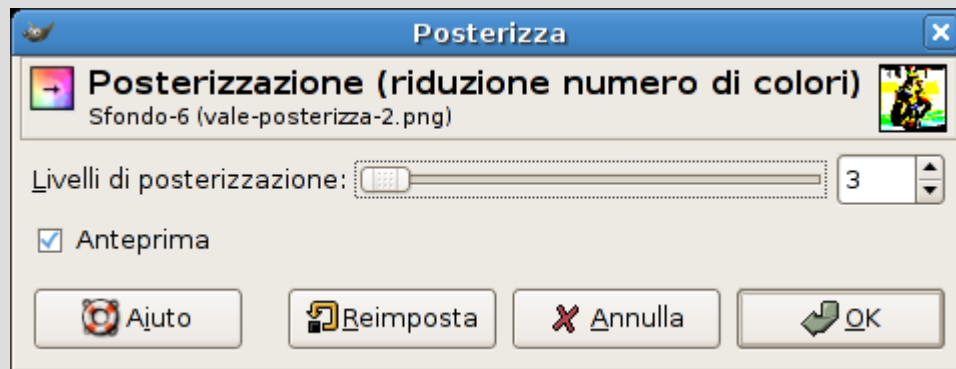 Posterizza
Posterizzazione (riduzione numero di colori)
Sfondo-6 (vale-posterizza-2.png)
Livelli di posterizzazione: 3
Anteprima
Aiuto Reimposta Annulla OK